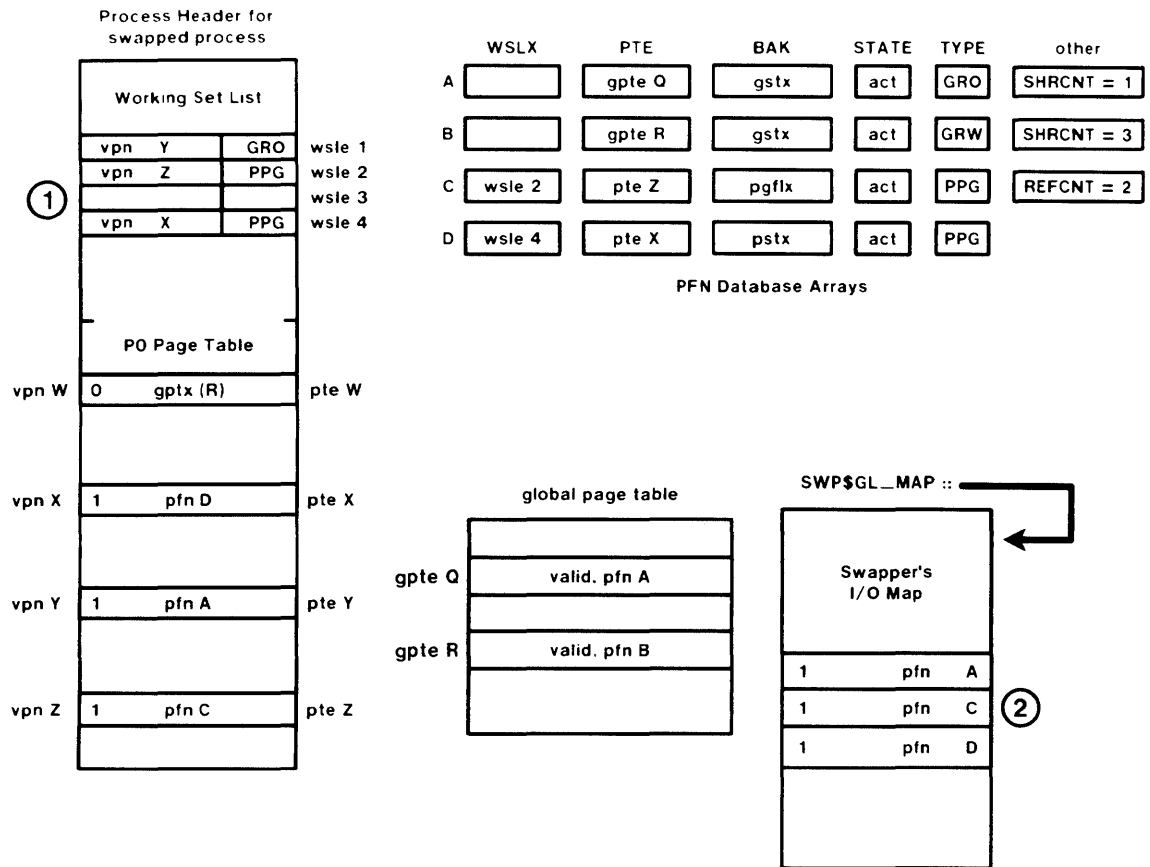 Process Header for
swapped process
Working Set List
vpn Y GRO wsle 1
vpn Z PPG wsle 2
1 wsle 3
vpn X PPG wsle 4
P0 Page Table
vpn W 0 gptx (R) pte W
vpn X 1 pfn D pte X
vpn Y 1 pfn A pte Y
vpn Z 1 pfn C pte Z
WSLX PTE BAK STATE TYPE other
A gpte Q gstx act GRO SHRCNT = 1
B gpte R gstx act GRW SHRCNT = 3
C wsle 2 pte Z pgflx act PPG REFCNT = 2
D wsle 4 pte X pstx act PPG
PFN Database Arrays
global page table
gpte Q valid, pfn A
gpte R valid, pfn B
SWP$GL_MAP ::
Swapper's
I/O Map
1 pfn A
1 pfn C 2
1 pfn D